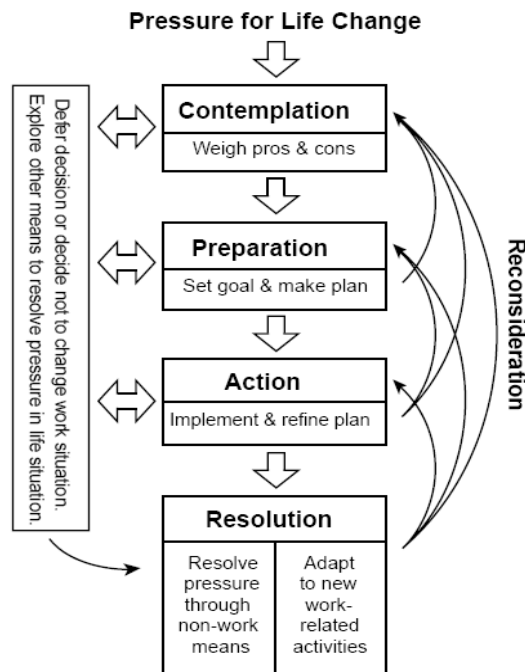 Pressure for Life Change
Contemplation
Weigh pros & cons
Defer decision or decide not to change work situation.
Explore other means to resolve pressure in life situation.
Preparation
Set goal & make plan
Reconsideration
Action
Implement & refine plan
Resolution
Resolve
pressure
through
non-work
means
Adapt
to new
work-
related
activities